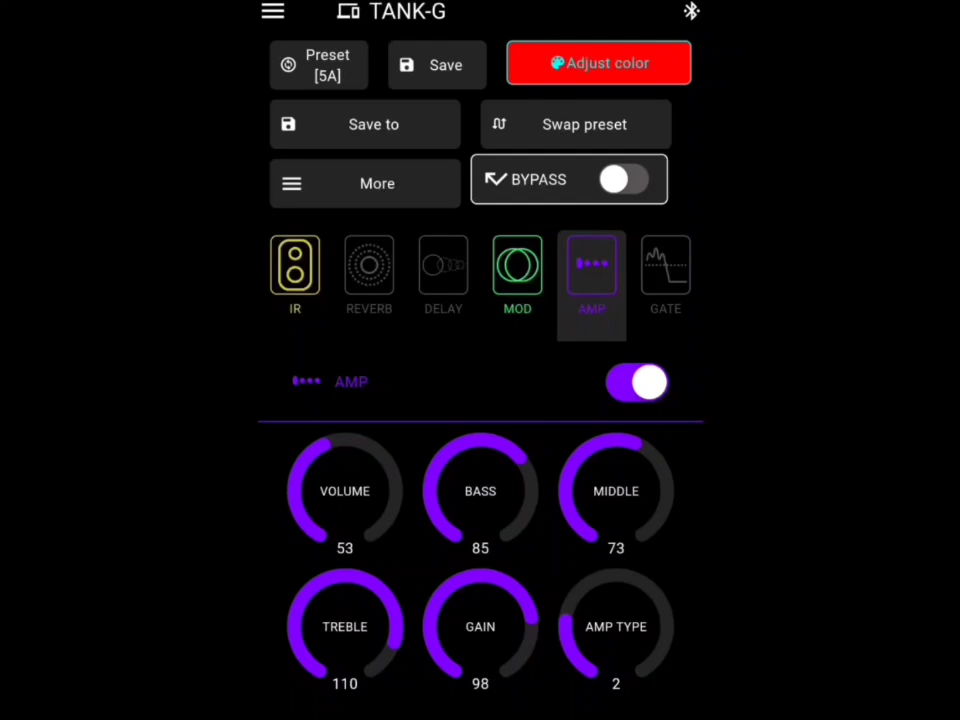 TANK-G
Preset
[5A]
Save
Adjust color
Save to
Swap preset
More
BYPASS
IR
REVERB
DELAY
MOD
AMP
GATE
AMP
VOLUME
BASS
MIDDLE
53
85
73
TREBLE
GAIN
AMP TYPE
110
98
2